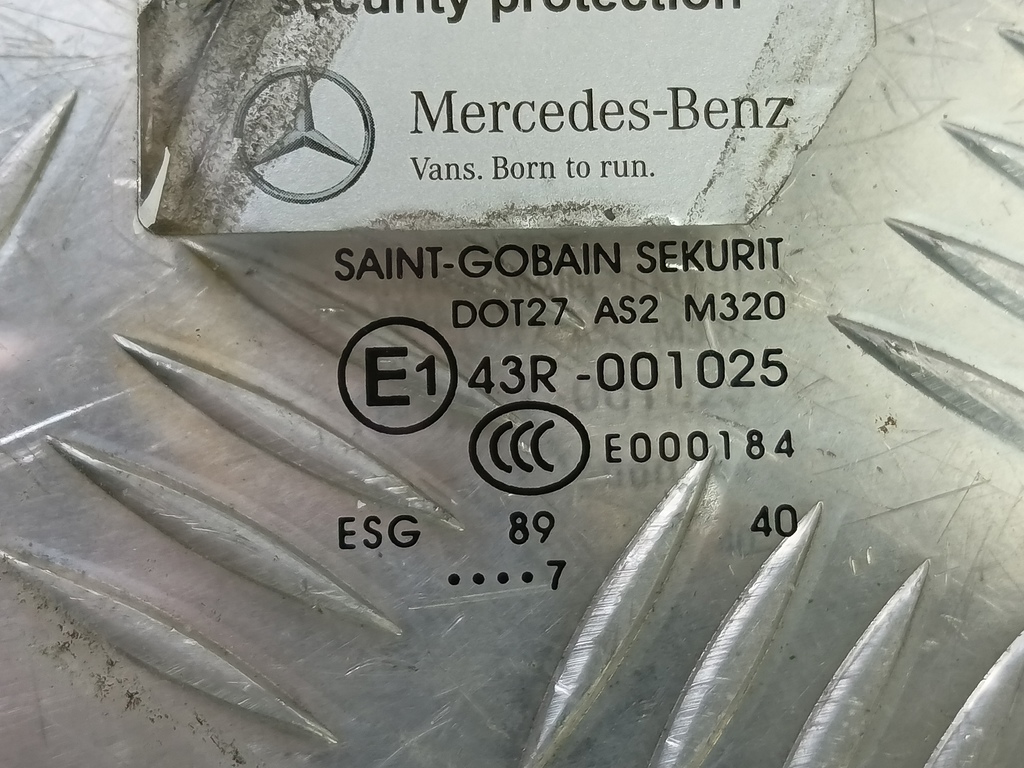 security protection
Mercedes-Benz
Vans. Born to run.
SAINT-GOBAIN SEKURIT
DOT27 AS2 M320
E1 43R -001025
CCC E000184
ESG 89 40
....7